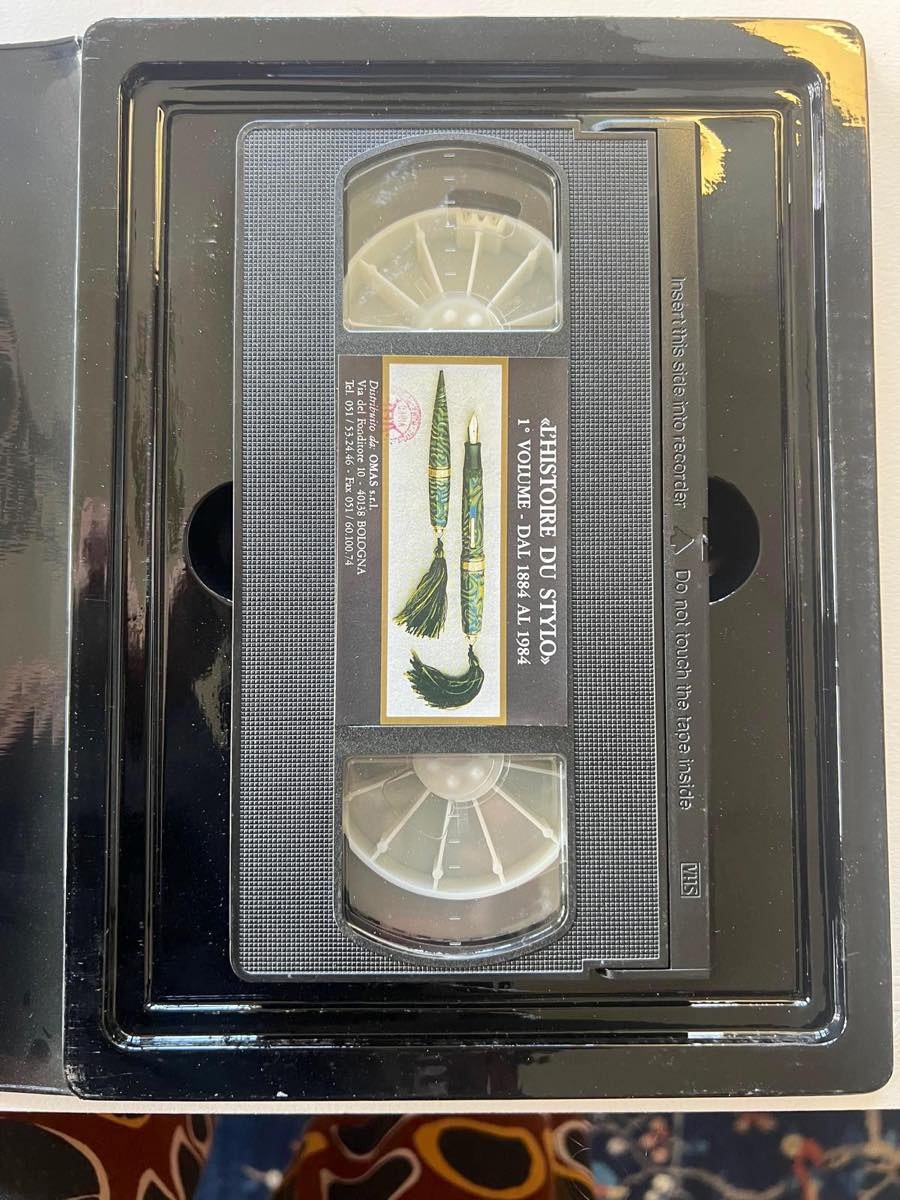 «L'HISTOIRE DU STYLO»
1° VOLUME - DAL 1884 AL 1984
Distribuito da: OMAS s.r.l.
Via del Fonditore 10 - 40138 BOLOGNA
Tel. 051 / 53.24.46 - Fax 051 / 60.100.74
Insert this side into recorder △ Do not touch the tape inside
VHS